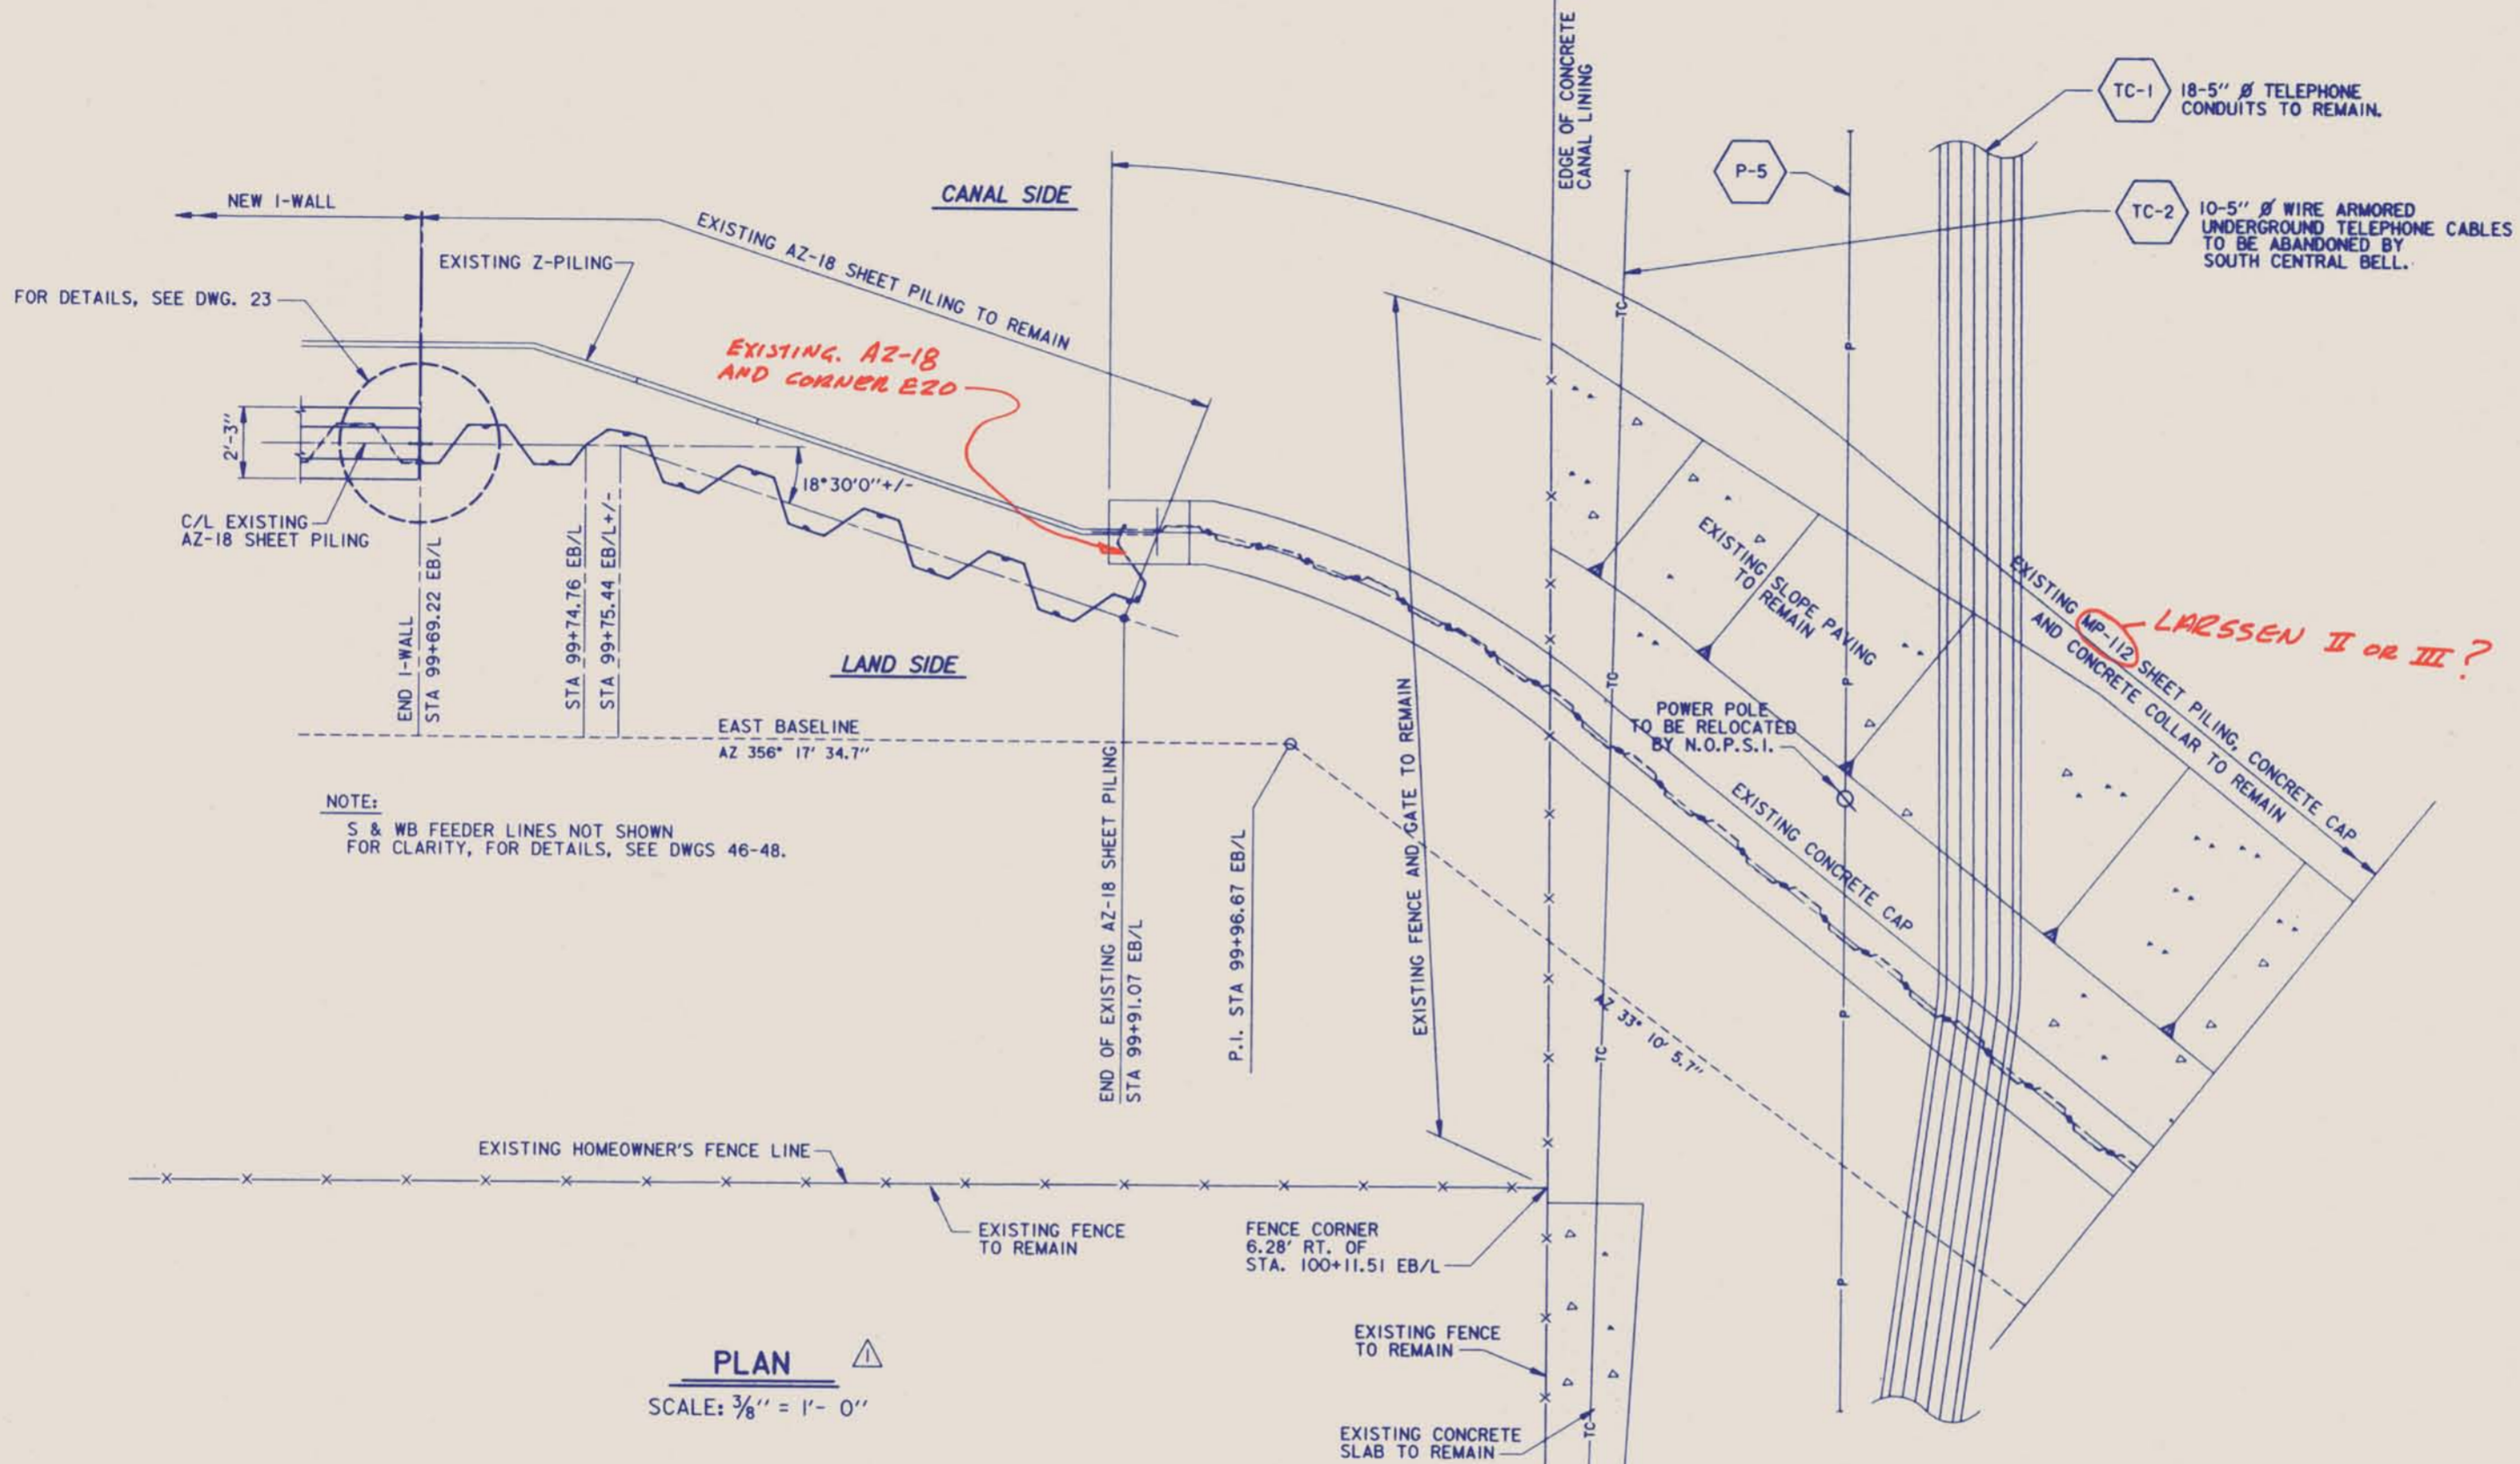 EDGE OF CONCRETE
CANAL LINING
TC-1
18-5" Ø TELEPHONE
CONDUITS TO REMAIN.
P-5
TC-2
10-5" Ø WIRE ARMORED
UNDERGROUND TELEPHONE CABLES
TO BE ABANDONED BY
SOUTH CENTRAL BELL.
NEW I-WALL
CANAL SIDE
EXISTING AZ-18 SHEET PILING TO REMAIN
EXISTING Z-PILING
FOR DETAILS, SEE DWG. 23
EXISTING. AZ-18
AND CORNER E20
2'-3"
18°30'0"+/-
C/L EXISTING
AZ-18 SHEET PILING
END I-WALL
STA 99+69.22 EB/L
STA 99+74.76 EB/L
STA 99+75.44 EB/L+/-
LAND SIDE
EAST BASELINE
AZ 356° 17' 34.7"
NOTE:
S & WB FEEDER LINES NOT SHOWN
FOR CLARITY, FOR DETAILS, SEE DWGS 46-48.
END OF EXISTING AZ-18 SHEET PILING
STA 99+91.07 EB/L
P.I. STA 99+96.67 EB/L
EXISTING FENCE AND GATE TO REMAIN
TC
TC
TC
TC
P
P
P
P
EXISTING SLOPE PAVING
TO REMAIN
POWER POLE
TO BE RELOCATED
BY N.O.P.S.I.
EXISTING CONCRETE CAP
EXISTING MP-112 SHEET PILING, CONCRETE CAP
AND CONCRETE COLLAR TO REMAIN
LARSSEN II OR III?
AZ 33° 10' 5.7"
EXISTING HOMEOWNER'S FENCE LINE
EXISTING FENCE
TO REMAIN
FENCE CORNER
6.28' RT. OF
STA. 100+11.51 EB/L
EXISTING FENCE
TO REMAIN
EXISTING CONCRETE
SLAB TO REMAIN
PLAN
1
SCALE: 3/8" = 1'- 0"